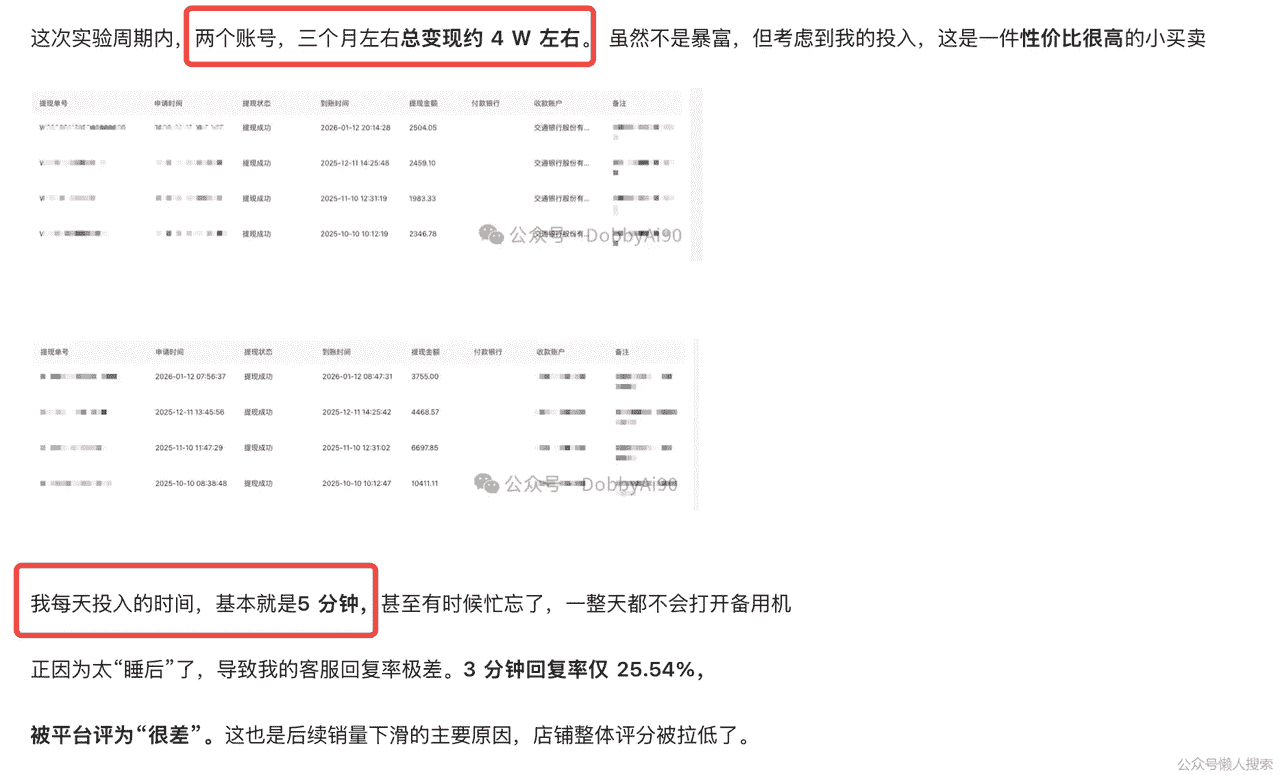 这次实验周期内，两个账号，三个月左右总变现约 4 W 左右。虽然不是暴富，但考虑到我的投入，这是一件性价比很高的小买卖
提现单号 申请时间 提现状态 到账时间 提现金额 付款银行 收款账户 备注
提现成功 2026-01-12 20:14:28 2504.05 交通银行股份有...
提现成功 2025-12-11 14:25:48 2459.10 交通银行股份有...
提现成功 2025-11-10 12:31:19 1983.33 交通银行股份有...
提现成功 2025-10-10 10:12:19 2346.78 交通银行股份有...
公众号 DobbyAi90
提现单号 申请时间 提现状态 到账时间 提现金额 付款银行 收款账户 备注
2026-01-12 07:56:37 提现成功 2026-01-12 08:47:31 3755.00
2025-12-11 13:45:56 提现成功 2025-12-11 14:25:42 4468.57
2025-11-10 11:47:29 提现成功 2025-11-10 12:31:02 6697.85
2025-10-10 08:38:48 提现成功 2025-10-10 10:12:47 10411.11
公众号 DobbyAi90
我每天投入的时间，基本就是5 分钟，甚至有时候忙忘了，一整天都不会打开备用机
正因为太“睡后”了，导致我的客服回复率极差。3 分钟回复率仅 25.54%，
被平台评为“很差”。这也是后续销量下滑的主要原因，店铺整体评分被拉低了。
公众号懒人搜索